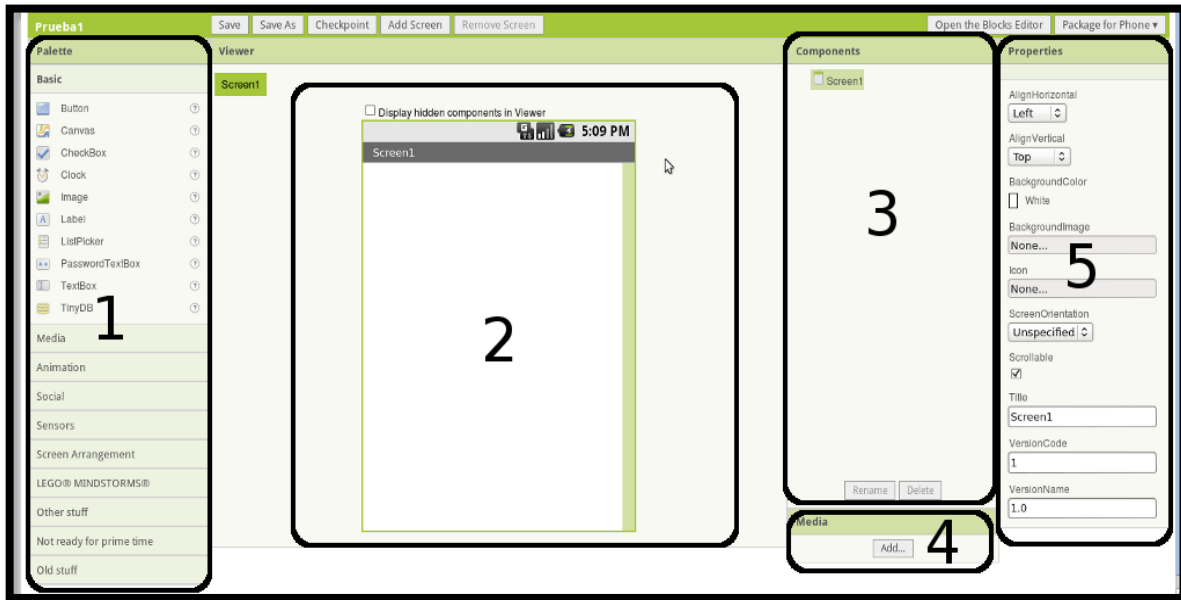 Prueba1
Save
Save As
Checkpoint
Add Screen
Remove Screen
Open the Blocks Editor
Package for Phone ▾
Palette
Basic
Button
Canvas
CheckBox
Clock
Image
Label
ListPicker
PasswordTextBox
TextBox
TinyDB
1
Media
Animation
Social
Sensors
Screen Arrangement
LEGO® MINDSTORMS®
Other stuff
Not ready for prime time
Old stuff
Viewer
Screen1
Display hidden components in Viewer
5:09 PM
Screen1
2
Components
Screen1
3
Rename
Delete
Media
Add...
4
Properties
AlignHorizontal
Left
AlignVertical
Top
BackgroundColor
White
BackgroundImage
None...
5
Icon
None...
ScreenOrientation
Unspecified
Scrollable
Title
Screen1
VersionCode
1
VersionName
1.0